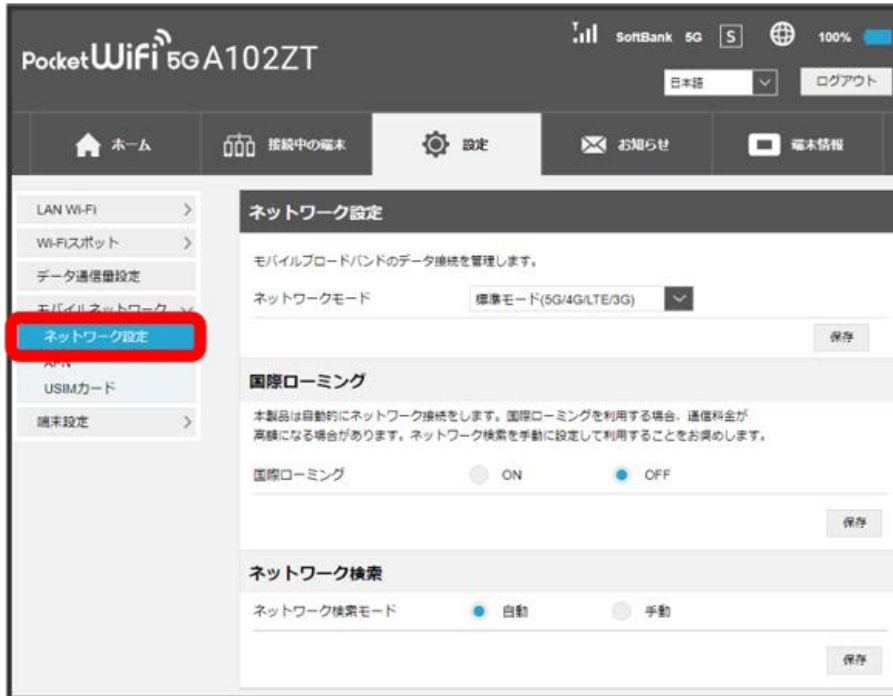 Pocket WiFi 5G A102ZT
SoftBank 5G S 100%
日本語
ログアウト
ホーム
接続中の端末
設定
お知らせ
端末情報
LAN Wi-Fi
Wi-Fiスポット
データ通信量設定
モバイルネットワーク
ネットワーク設定
APN
USIMカード
端末設定
ネットワーク設定
モバイルブロードバンドのデータ接続を管理します。
ネットワークモード 標準モード(5G/4G/LTE/3G)
保存
国際ローミング
本製品は自動的にネットワーク接続をします。国際ローミングを利用する場合、通信料金が
高額になる場合があります。ネットワーク検索を手動に設定して利用することをお奨めします。
国際ローミング ON OFF
保存
ネットワーク検索
ネットワーク検索モード 自動 手動
保存